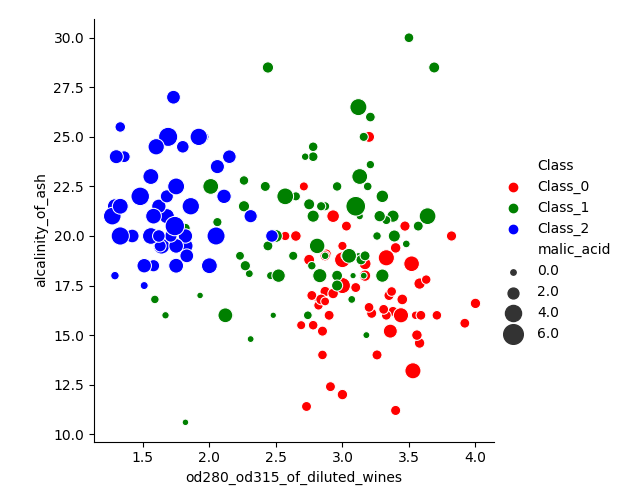 30.0
27.5
25.0
22.5
20.0
17.5
15.0
12.5
10.0
alcalinity_of_ash
1.5 2.0 2.5 3.0 3.5 4.0
od280_od315_of_diluted_wines
Class
Class_0
Class_1
Class_2
malic_acid
0.0
2.0
4.0
6.0